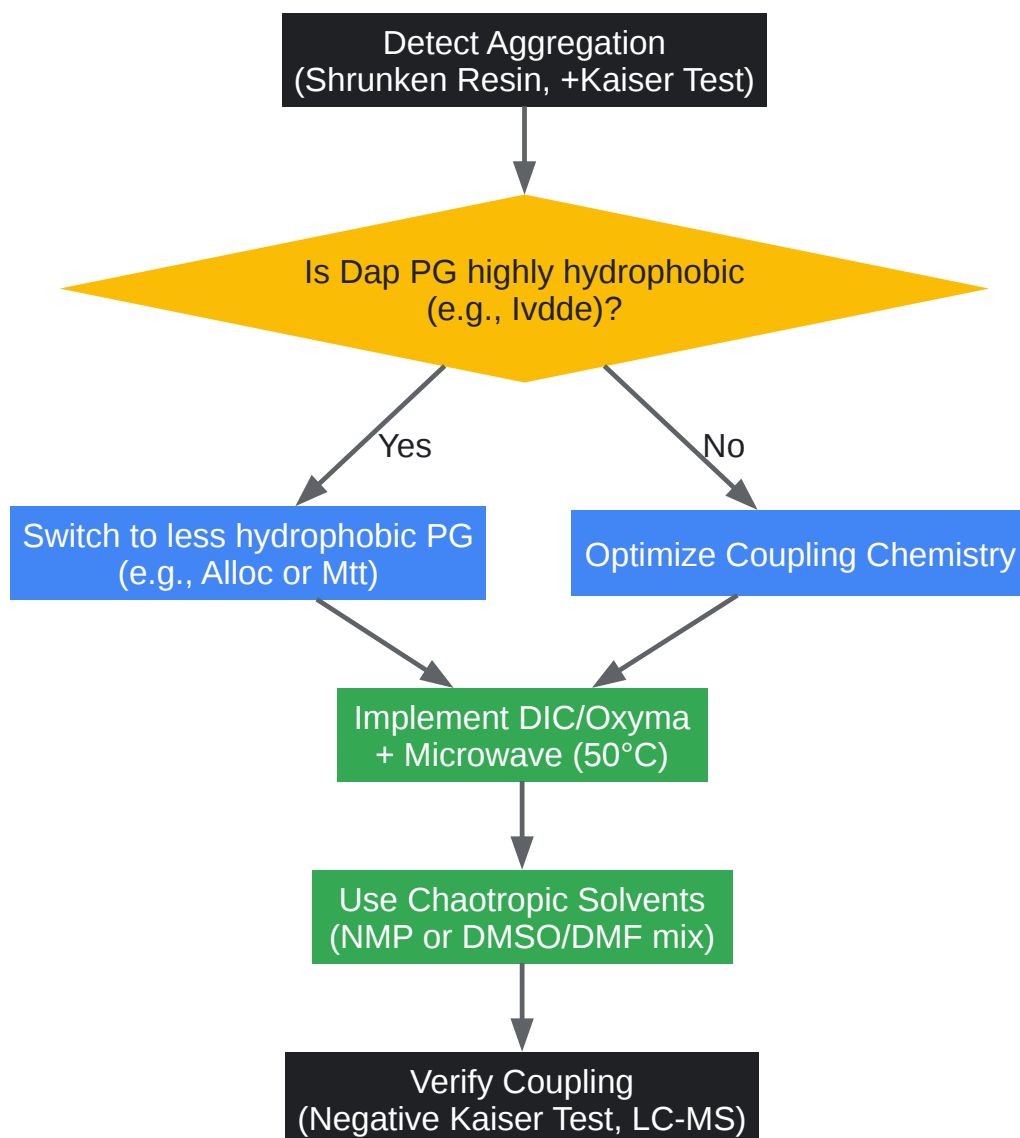 Detect Aggregation
(Shrunken Resin, +Kaiser Test)
Is Dap PG highly hydrophobic
(e.g., Ivdde)?
Yes
No
Switch to less hydrophobic PG
(e.g., Alloc or Mtt)
Optimize Coupling Chemistry
Implement DIC/Oxyma
+ Microwave (50°C)
Use Chaotropic Solvents
(NMP or DMSO/DMF mix)
Verify Coupling
(Negative Kaiser Test, LC-MS)